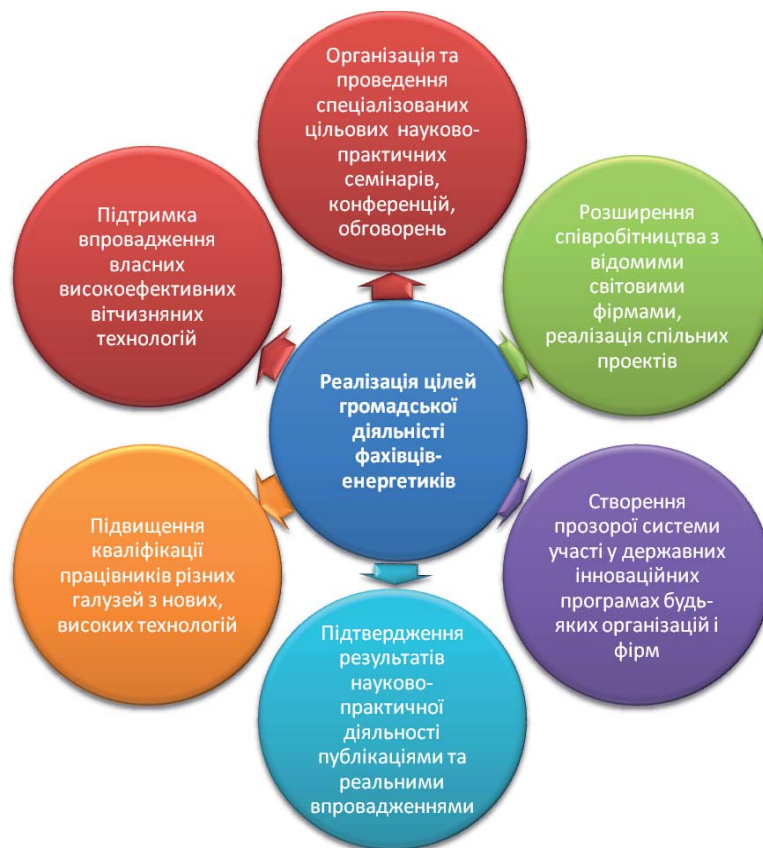 Організація та
проведення
спеціалізованих
цільових науково-
практичних
семінарів,
конференцій,
обговорень
Розширення
співробітництва з
відомими
світовими
фірмами,
реалізація спільних
проектів
Створення
прозорої системи
участі у державних
інноваційних
програмах будь-
яких організацій і
фірм
Підтвердження
результатів
науково-
практичної
діяльності
публікаціями та
реальними
впровадженнями
Підвищення
кваліфікації
працівників різних
галузей з нових,
високих технологій
Підтримка
впровадження
власних
високоефективних
вітчизняних
технологій
Реалізація цілей
громадської
діяльністі
фахівців-
енергетиків